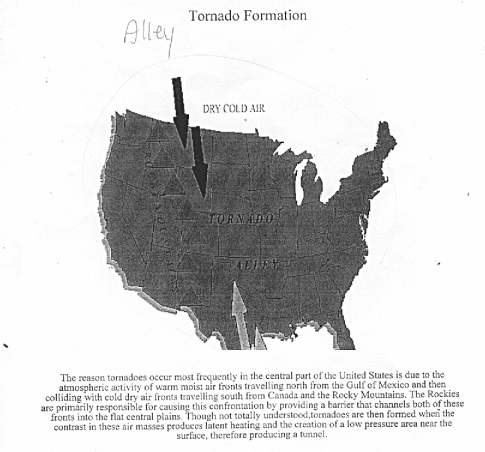 Tornado Formation
Alley
DRY COLD AIR
TORNADO
ALLEY
The reason tornadoes occur most frequently in the central part of the United States is due to the
atmospheric activity of warm moist air fronts travelling north from the Gulf of Mexico and then
colliding with cold dry air fronts travelling south from Canada and the Rocky Mountains. The Rockies
are primarily responsible for causing this confrontation by providing a barrier that channels both of these
fronts into the flat central plains. Though not totally understood,tornadoes are then formed when the
contrast in these air masses produces latent heating and the creation of a low pressure area near the
surface, therefore producing a tunnel.